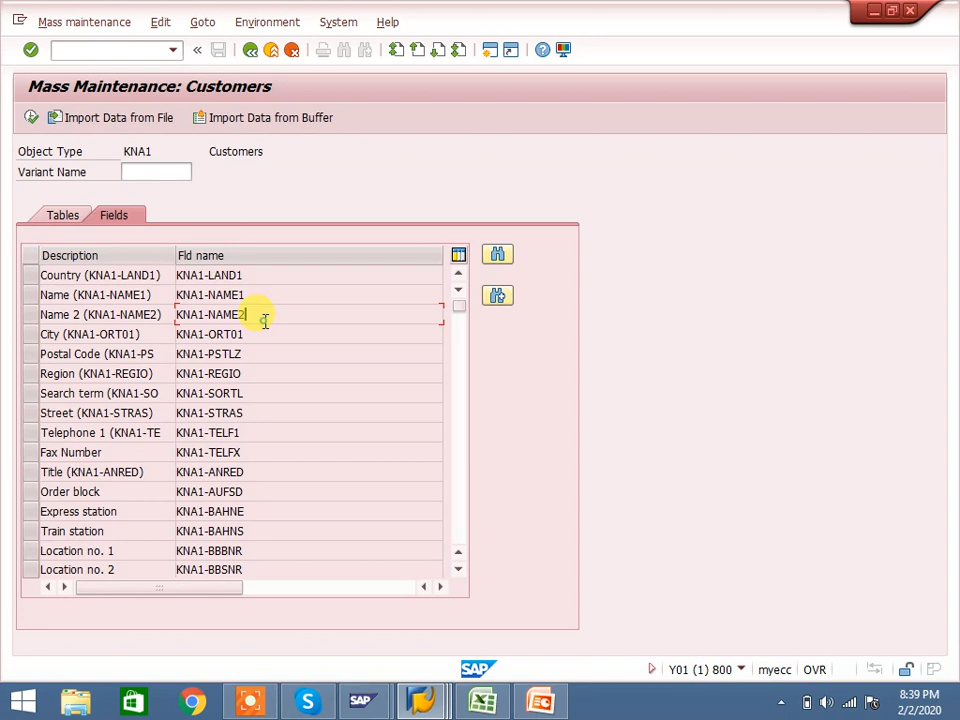 Mass maintenance Edit Goto Environment System Help
Mass Maintenance: Customers
Import Data from File Import Data from Buffer
Object Type KNA1 Customers
Variant Name
Tables Fields
Description Fld name
Country (KNA1-LAND1) KNA1-LAND1
Name (KNA1-NAME1) KNA1-NAME1
Name 2 (KNA1-NAME2) KNA1-NAME2
City (KNA1-ORT01) KNA1-ORT01
Postal Code (KNA1-PS KNA1-PSTLZ
Region (KNA1-REGIO) KNA1-REGIO
Search term (KNA1-SO KNA1-SORTL
Street (KNA1-STRAS) KNA1-STRAS
Telephone 1 (KNA1-TE KNA1-TELF1
Fax Number KNA1-TELFX
Title (KNA1-ANRED) KNA1-ANRED
Order block KNA1-AUFSD
Express station KNA1-BAHNE
Train station KNA1-BAHNS
Location no. 1 KNA1-BBBNR
Location no. 2 KNA1-BBSNR
SAP Y01 (1) 800 myecc OVR
SAP
8:39 PM
2/2/2020